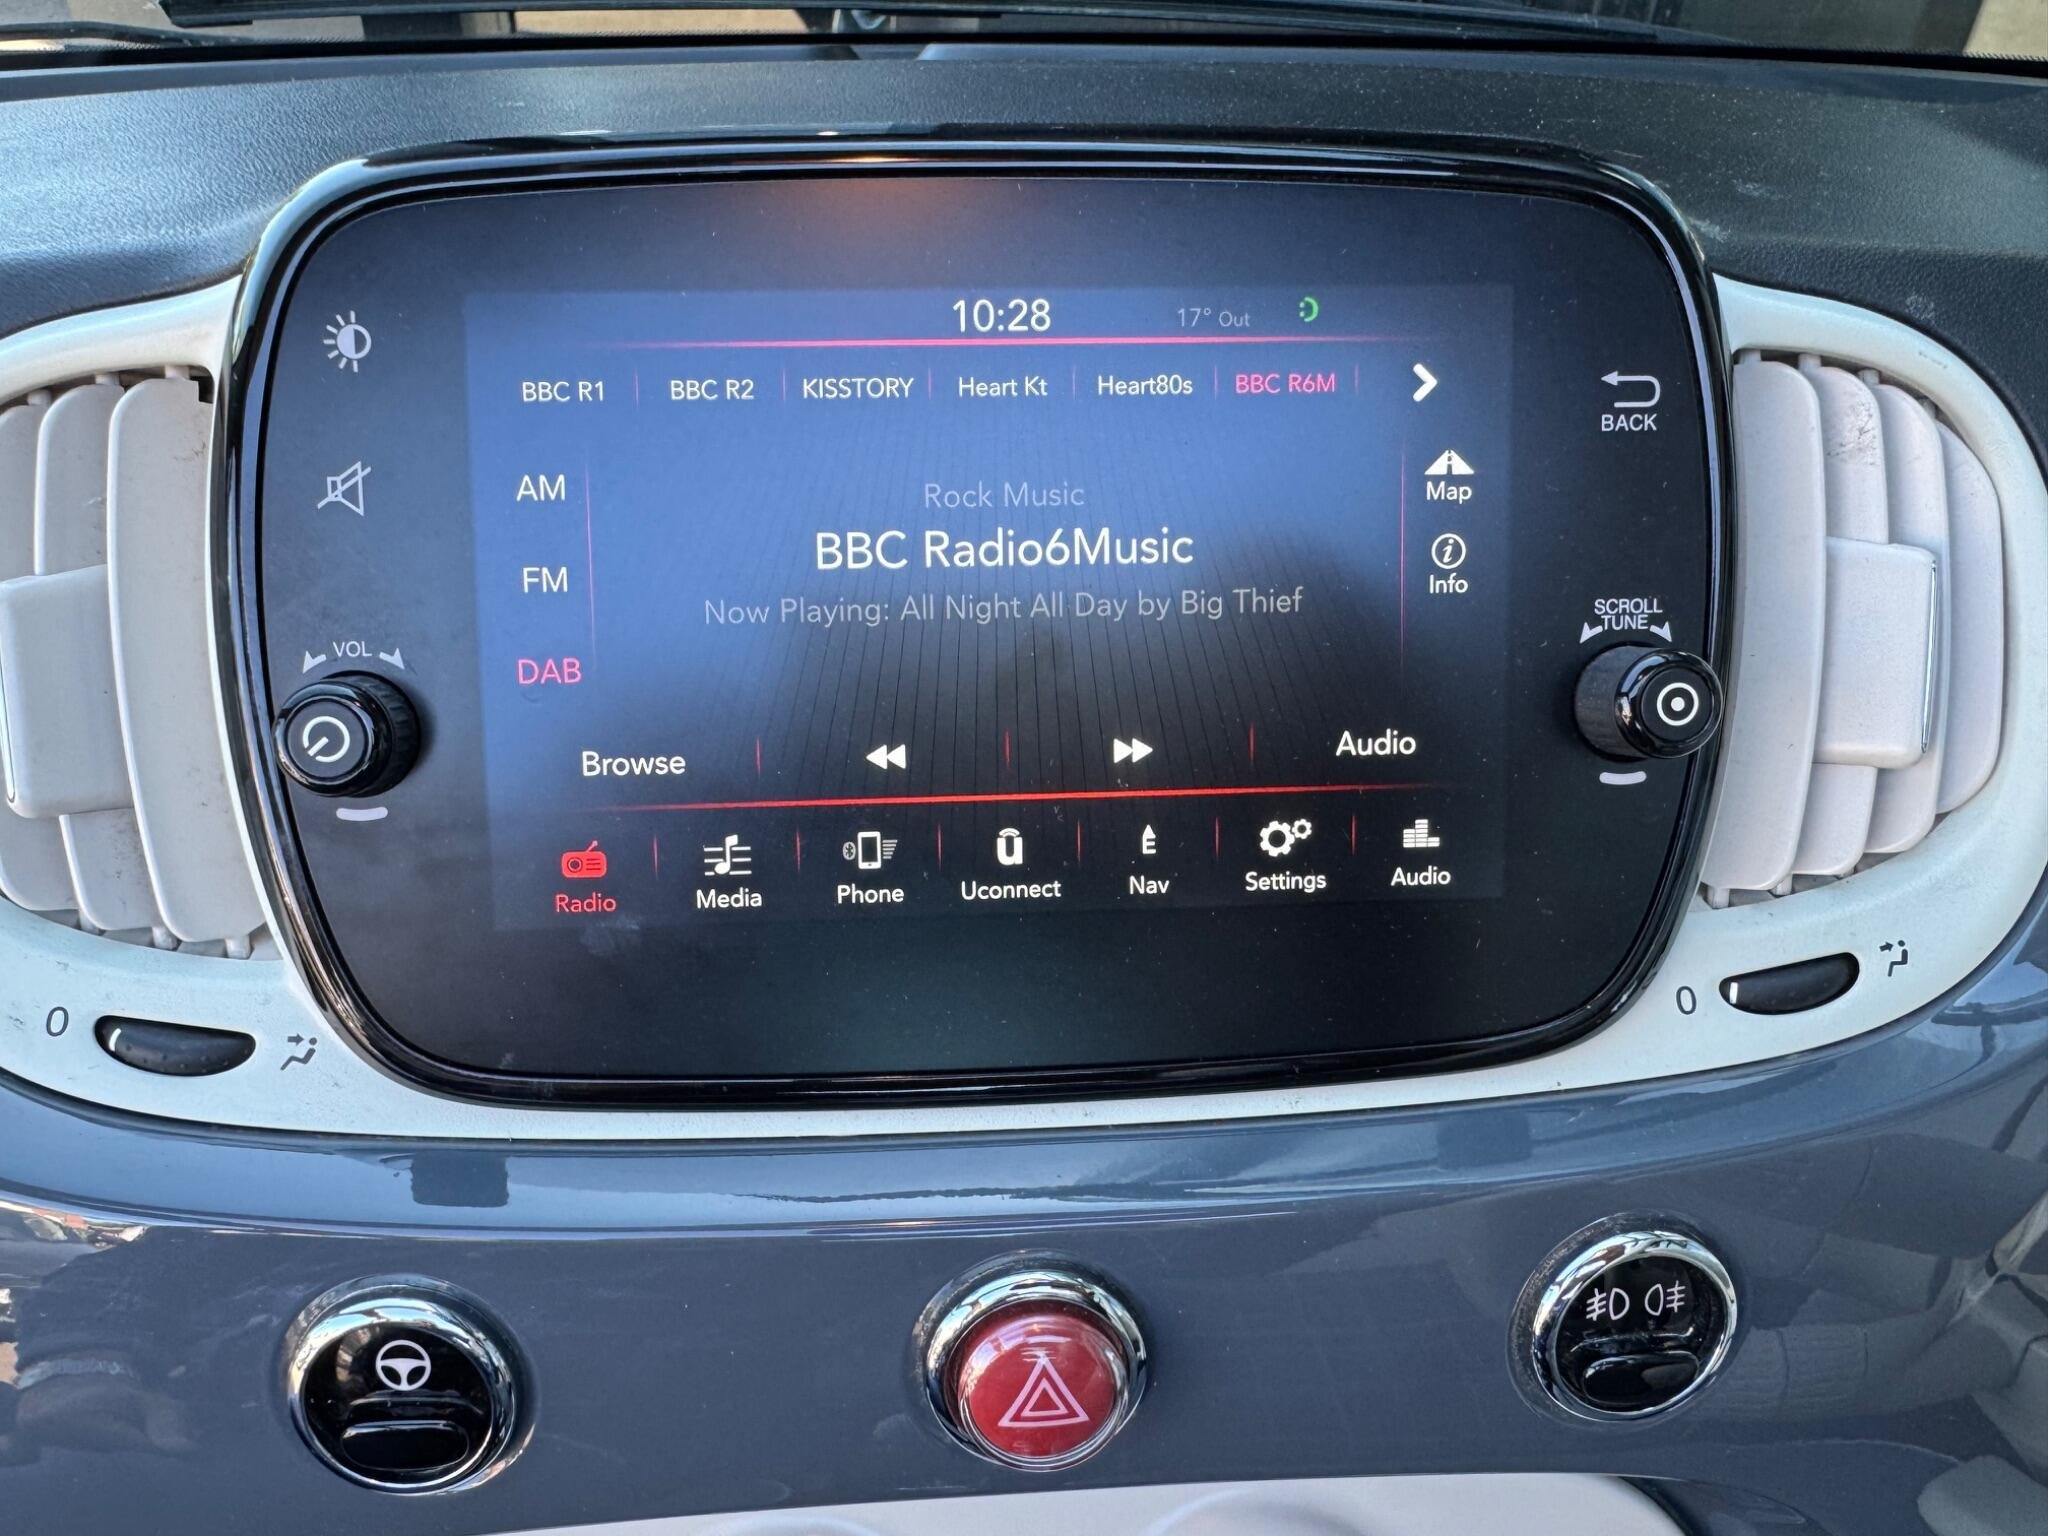 10:28 17° Out
BBC R1 BBC R2 KISSTORY Heart Kt Heart80s BBC R6M
BACK
AM
Rock Music
Map
BBC Radio6Music
FM
Info
Now Playing: All Night All Day by Big Thief
SCROLL
TUNE
VOL
DAB
Browse Audio
Radio Media Phone Uconnect Nav Settings Audio
E
0
0